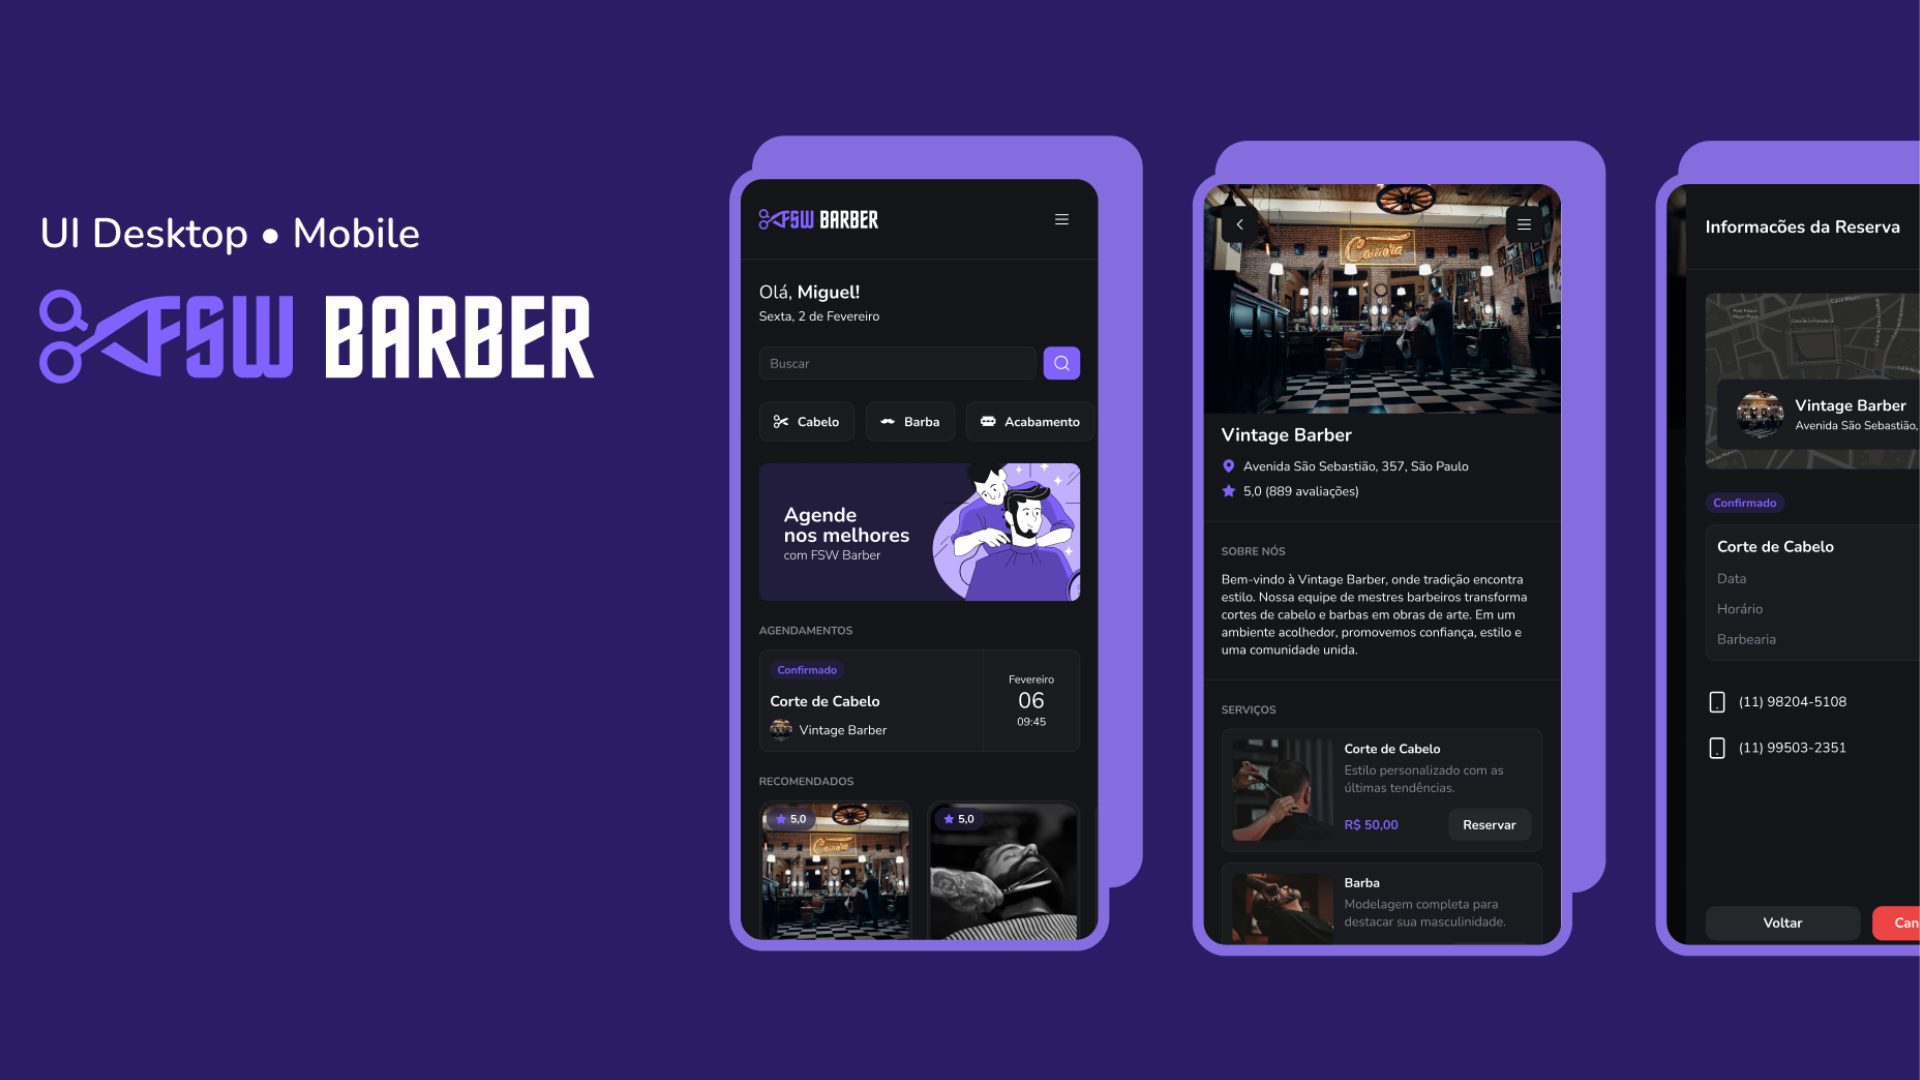 UI Desktop • Mobile
FSW BARBER
FSW BARBER
Olá, Miguel!
Sexta, 2 de Fevereiro
Buscar
Cabelo
Barba
Acabamento
Agende
nos melhores
com FSW Barber
AGENDAMENTOS
Confirmado
Corte de Cabelo
Vintage Barber
Fevereiro
06
09:45
RECOMENDADOS
5,0
5,0
Vintage Barber
Avenida São Sebastião, 357, São Paulo
5,0 (889 avaliações)
SOBRE NÓS
Bem-vindo à Vintage Barber, onde tradição encontra
estilo. Nossa equipe de mestres barbeiros transforma
cortes de cabelo e barbas em obras de arte. Em um
ambiente acolhedor, promovemos confiança, estilo e
uma comunidade unida.
SERVIÇOS
Corte de Cabelo
Estilo personalizado com as
últimas tendências.
R$ 50,00
Reservar
Barba
Modelagem completa para
destacar sua masculinidade.
Informacões da Reserva
Vintage Barber
Avenida São Sebastião,
Confirmado
Corte de Cabelo
Data
Horário
Barbearia
(11) 98204-5108
(11) 99503-2351
Voltar
Can